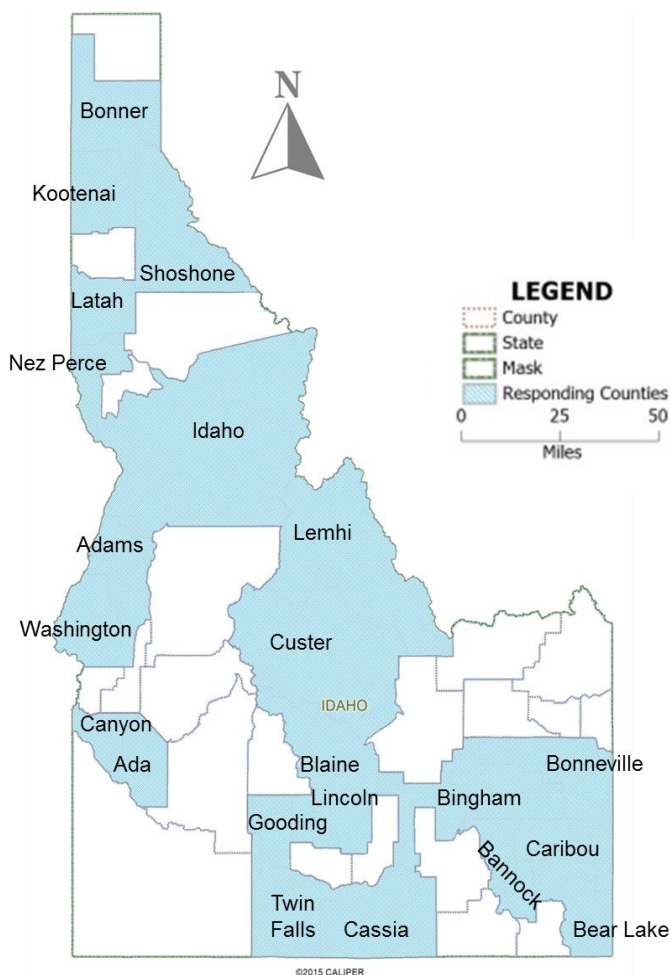 N
Bonner
Kootenai
Shoshone
Latah
Nez Perce
Idaho
LEGEND
County
State
Mask
Responding Counties
0 25 50
Miles
Lemhi
Adams
Washington
Custer
IDAHO
Canyon
Ada
Blaine
Bonneville
Lincoln
Bingham
Gooding
Caribou
Bannock
Twin
Falls
Cassia
Bear Lake
©2015 CALIPER